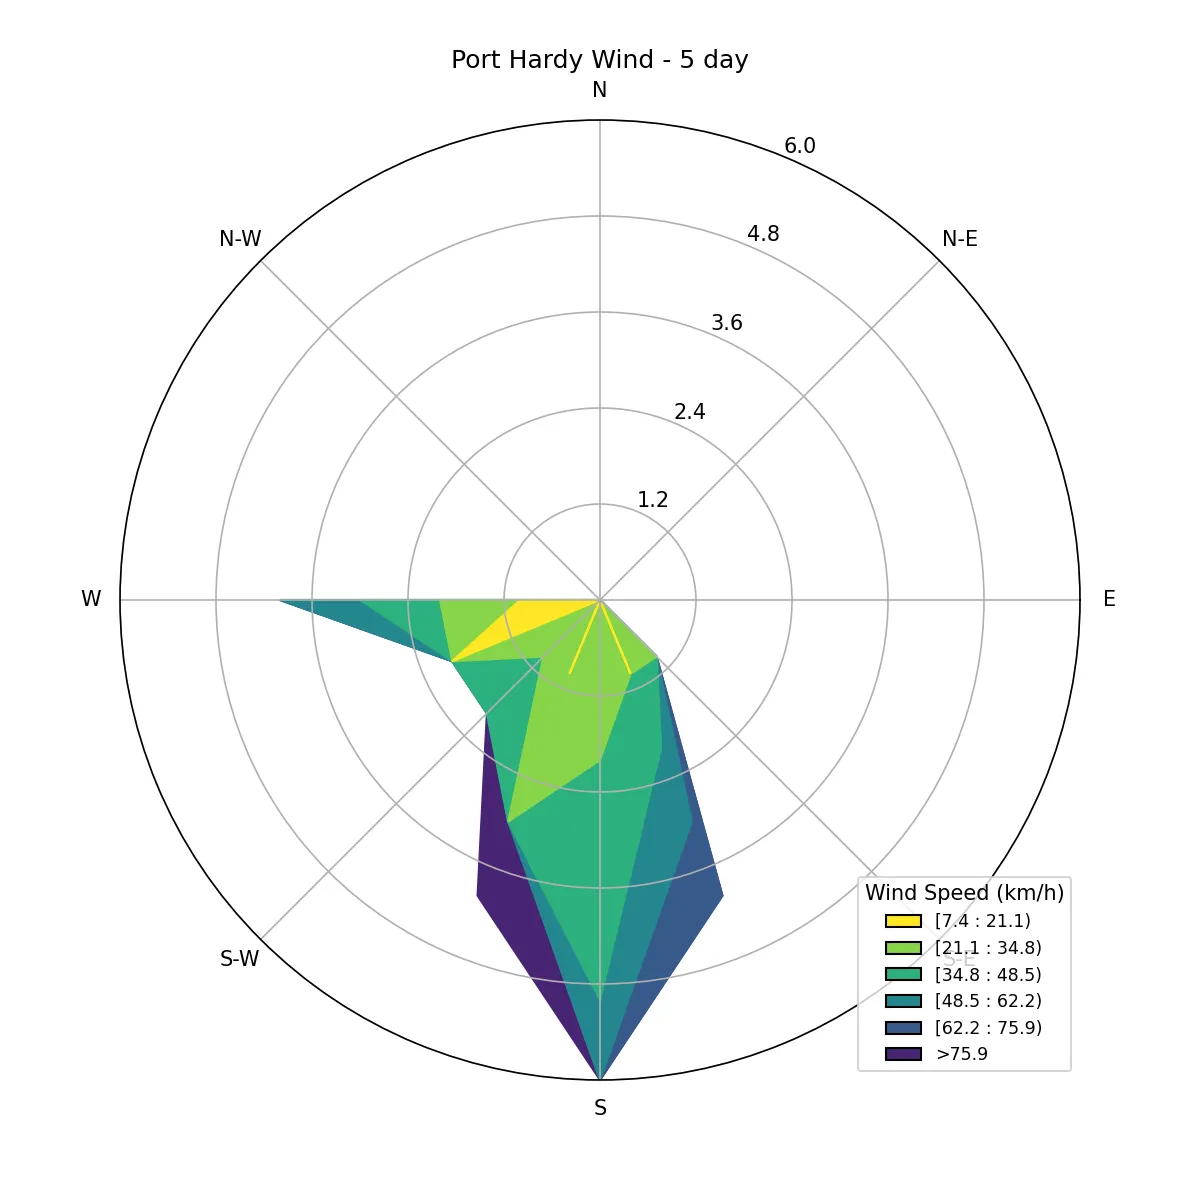 Port Hardy Wind - 5 day
N
6.0
N-W
4.8
N-E
3.6
2.4
1.2
W
E
S-W
S-E
S
Wind Speed (km/h)
[7.4 : 21.1)
[21.1 : 34.8)
[34.8 : 48.5)
[48.5 : 62.2)
[62.2 : 75.9)
>75.9